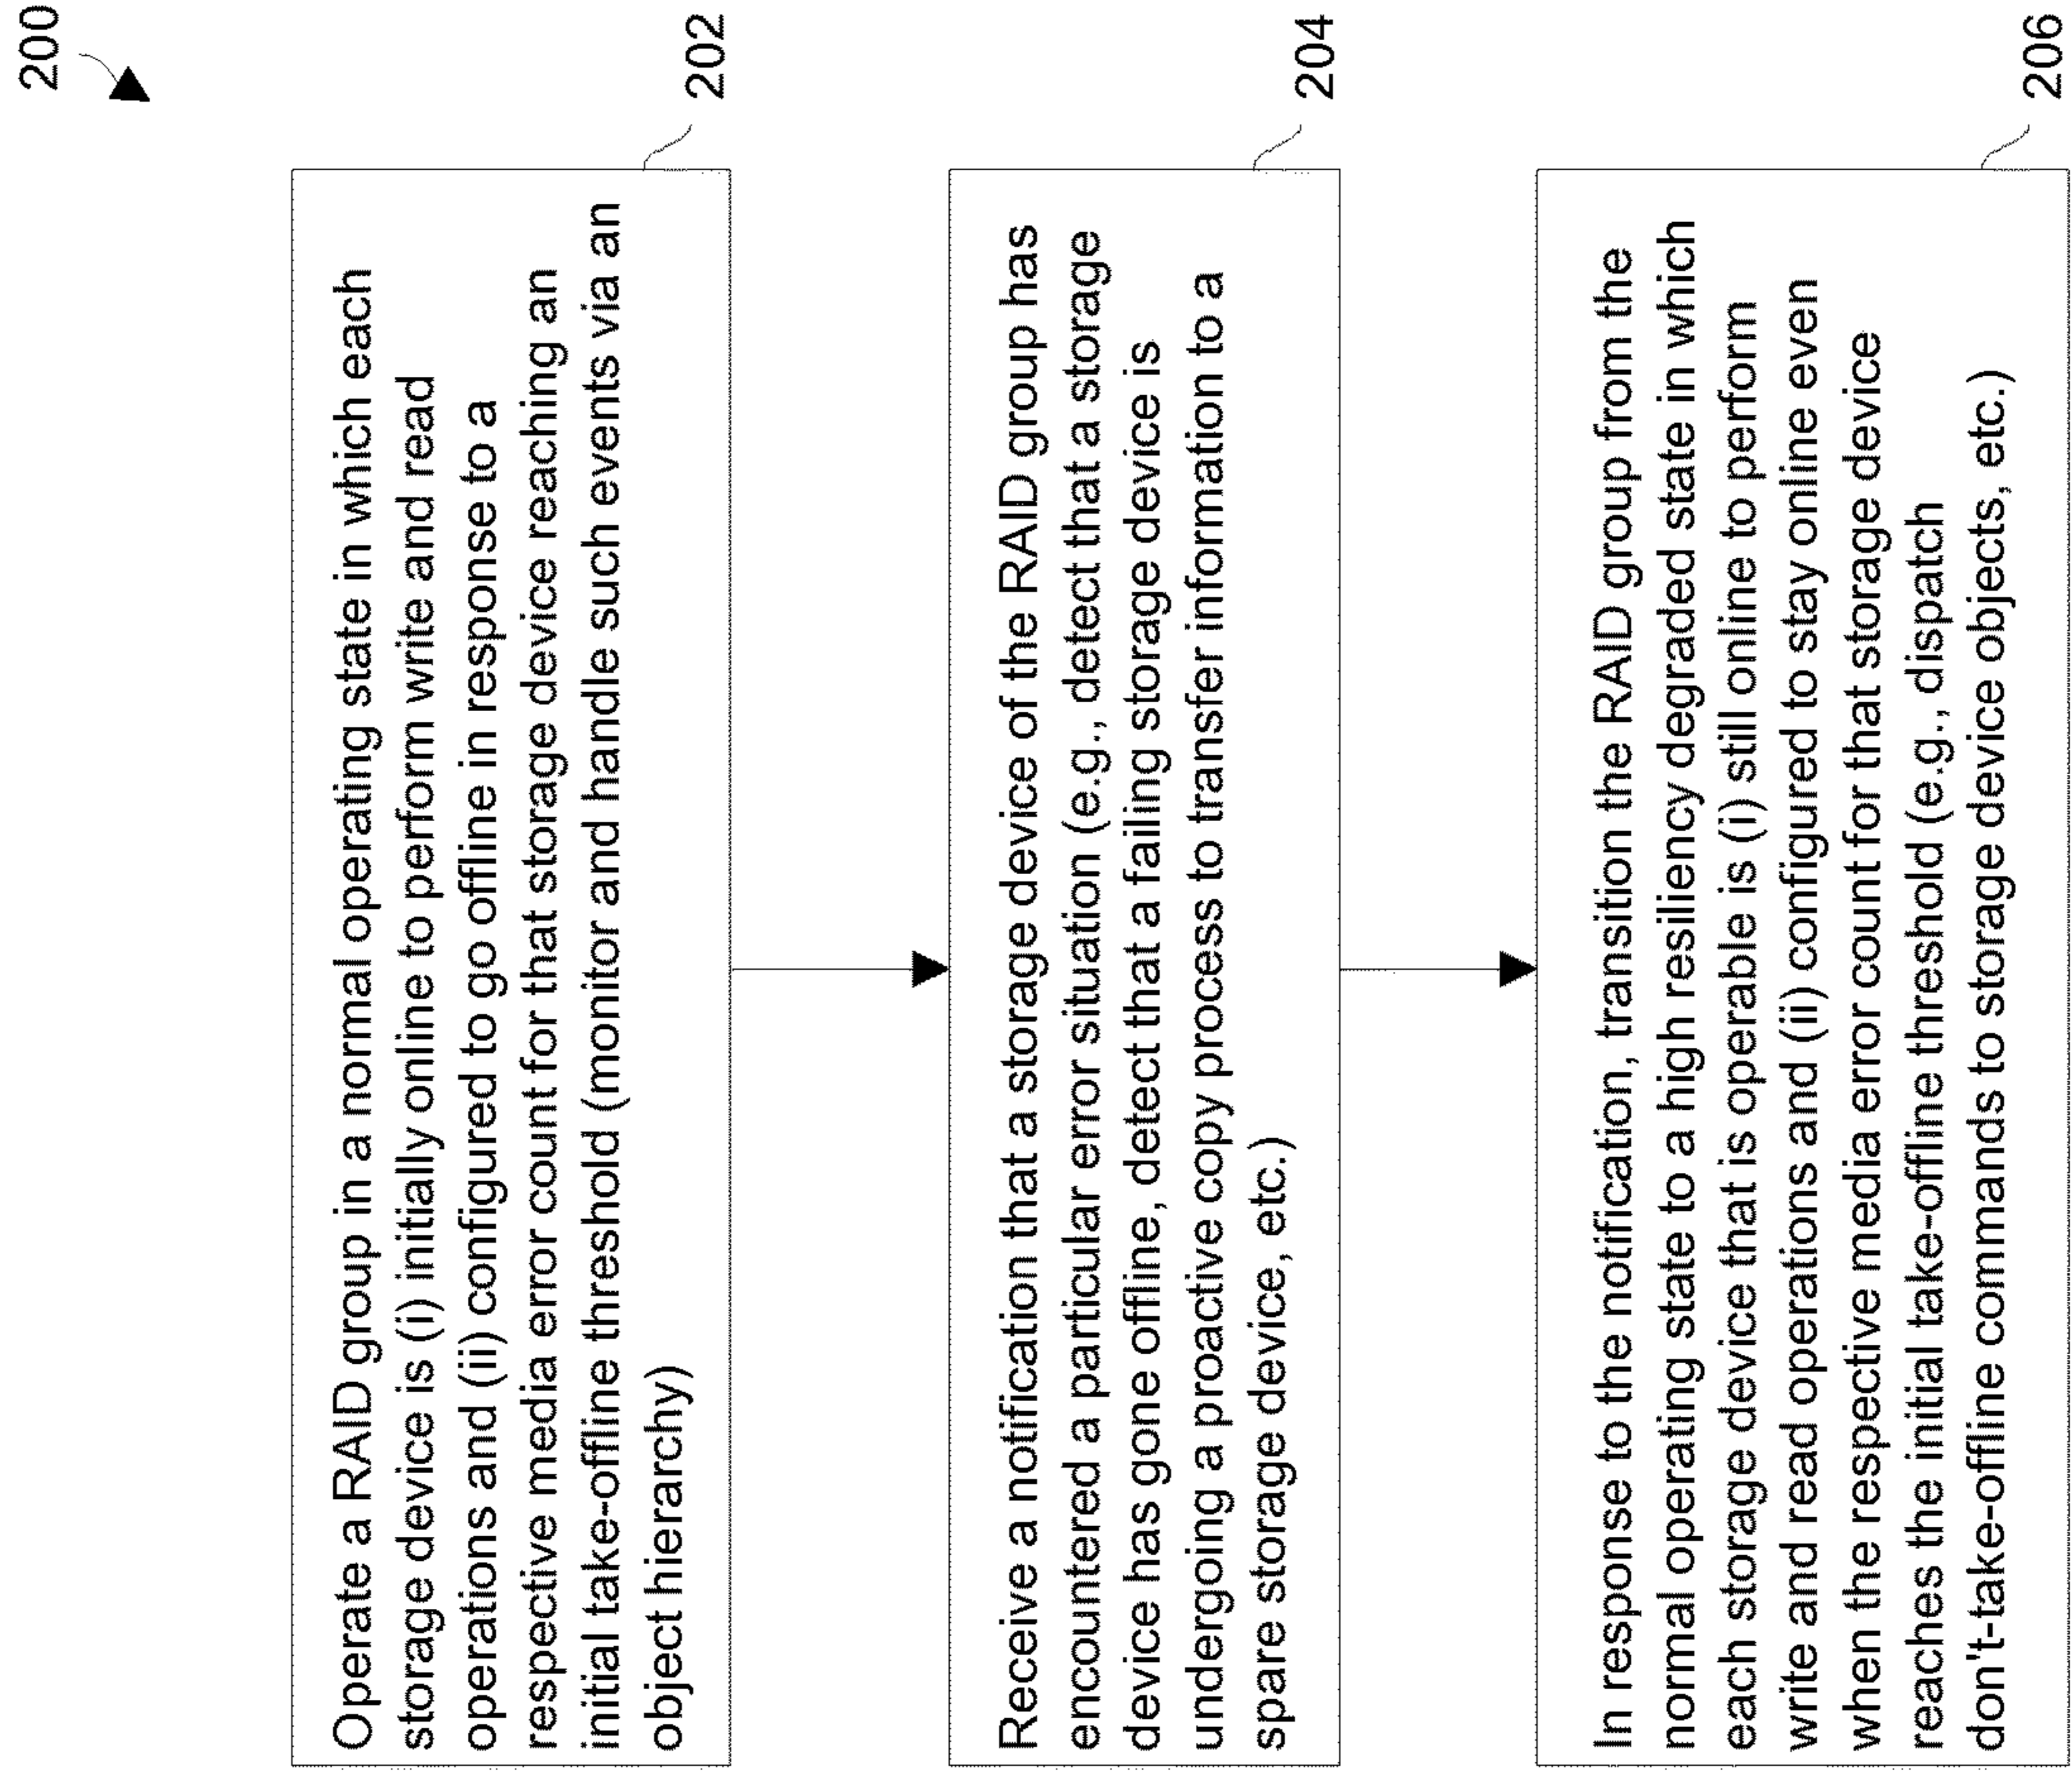 200
Operate a RAID group in a normal operating state in which each
storage device is (i) initially online to perform write and read
operations and (ii) configured to go offline in response to a
respective media error count for that storage device reaching an
initial take-offline threshold (monitor and handle such events via an
object hierarchy)
202
Receive a notification that a storage device of the RAID group has
encountered a particular error situation (e.g., detect that a storage
device has gone offline, detect that a failing storage device is
undergoing a proactive copy process to transfer information to a
spare storage device, etc.)
204
In response to the notification, transition the RAID group from the
normal operating state to a high resiliency degraded state in which
each storage device that is operable is (i) still online to perform
write and read operations and (ii) configured to stay online even
when the respective media error count for that storage device
reaches the initial take-offline threshold (e.g., dispatch
don't-take-offline commands to storage device objects, etc.)
206